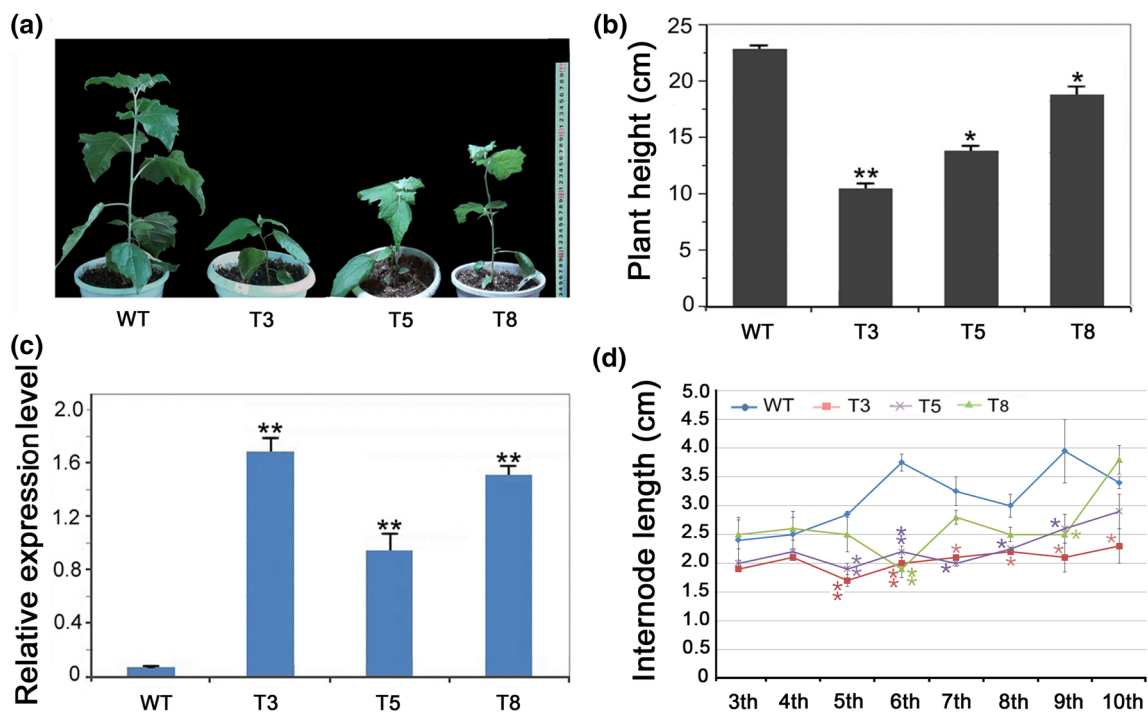 (a)
WT T3 T5 T8
(b)
Plant height (cm)
25
20
15
10
5
0
** * *
WT T3 T5 T8
(c)
Relative expression level
2.0
1.6
1.2
0.8
0.4
0
** ** **
WT T3 T5 T8
(d)
Internode length (cm)
WT T3 T5 T8
5.0
4.5
4.0
3.5
3.0
2.5
2.0
1.5
1.0
0.5
0.0
3th 4th 5th 6th 7th 8th 9th 10th